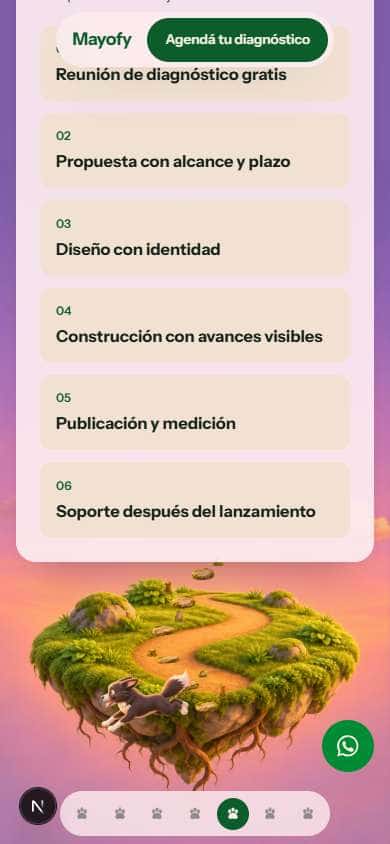 Mayofy
Agendá tu diagnóstico
Reunión de diagnóstico gratis
02
Propuesta con alcance y plazo
03
Diseño con identidad
04
Construcción con avances visibles
05
Publicación y medición
06
Soporte después del lanzamiento
N